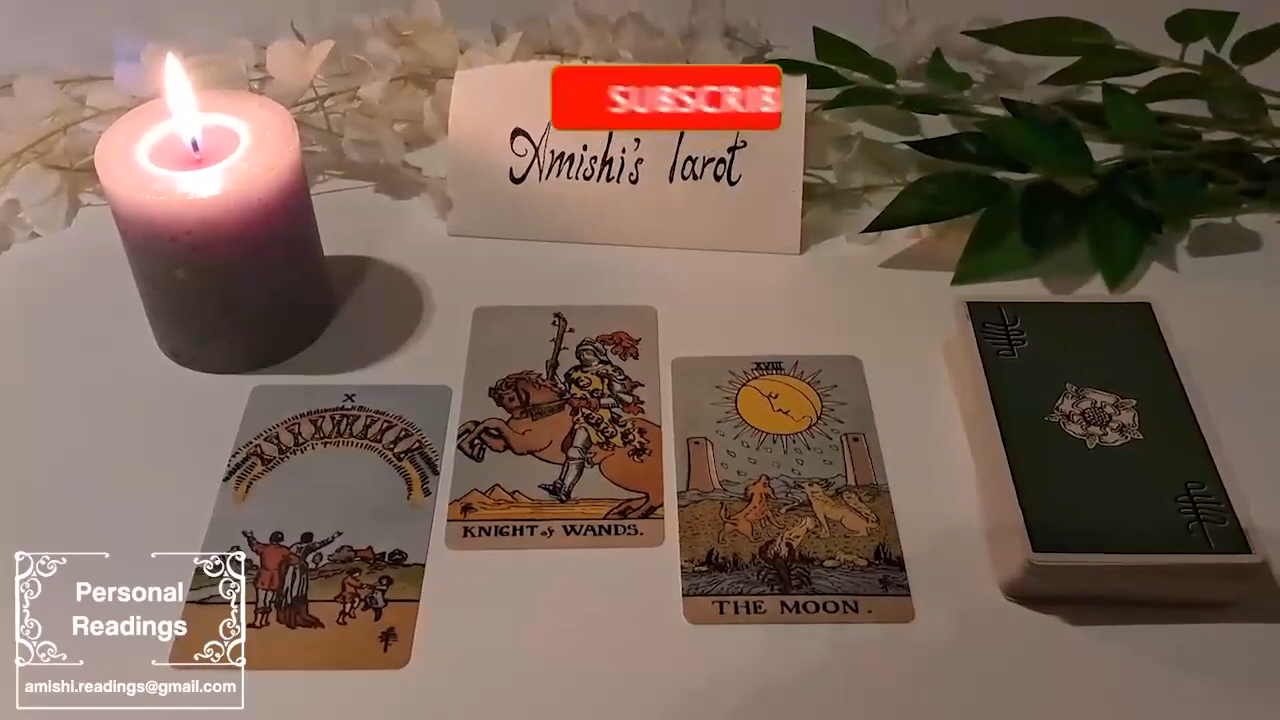 SUBSCRIB
Amishi's Tarot
XVIII
X
KNIGHT of WANDS.
THE MOON.
Personal
Readings
amishi.readings@gmail.com